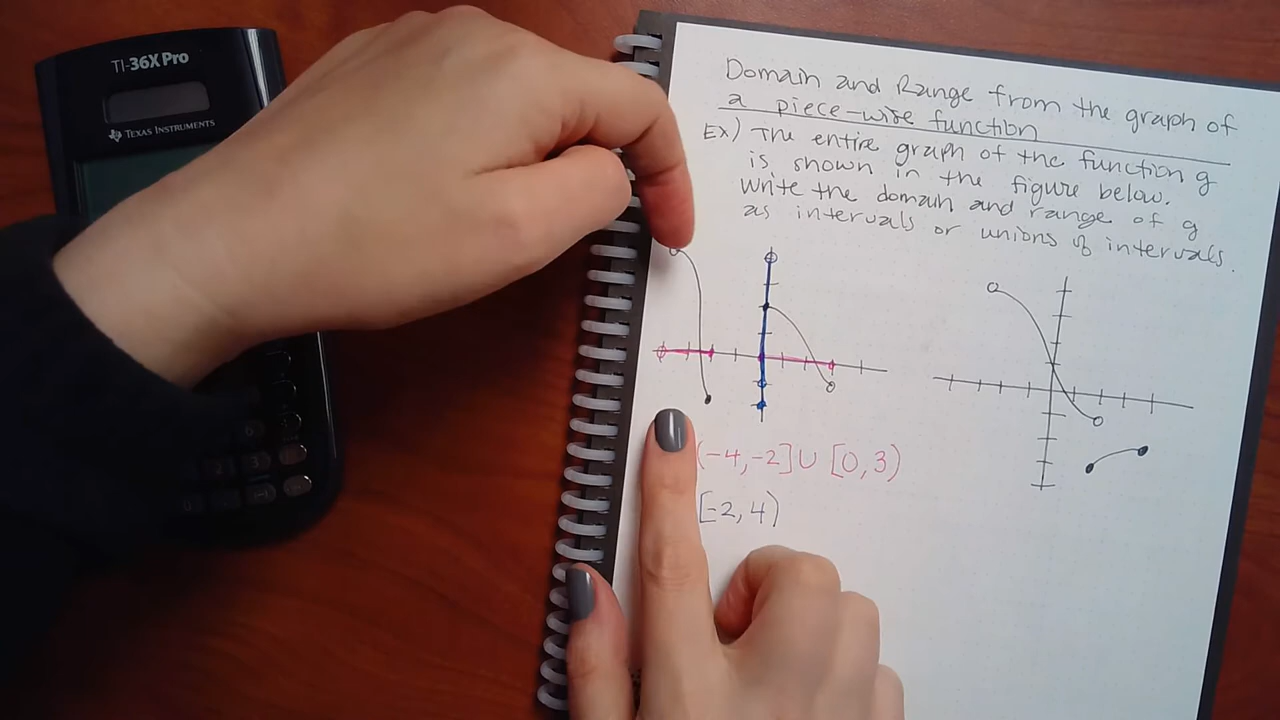 TI-36X Pro
TEXAS INSTRUMENTS
Domain and Range from the graph of
a piece-wise function
Ex) The entire graph of the function g
is shown in the figure below.
Write the domain and range of g
as intervals or unions of intervals.
(-4,-2]∪[0,3)
[-2,4)